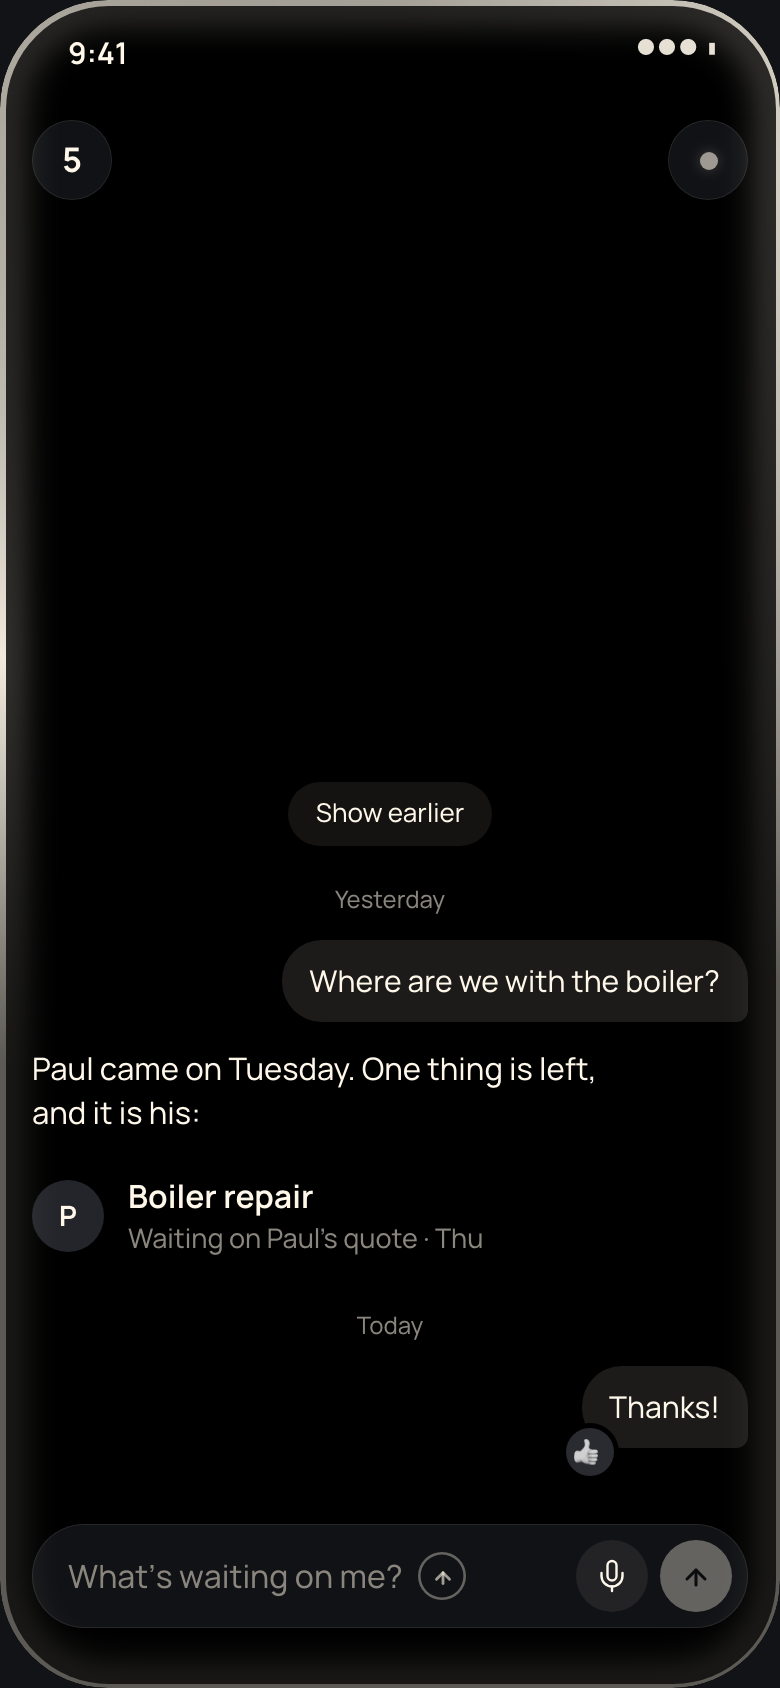 9:41
5
Show earlier
Yesterday
Where are we with the boiler?
Paul came on Tuesday. One thing is left,
and it is his:
P
Boiler repair
Waiting on Paul’s quote · Thu
Today
Thanks!
What’s waiting on me?